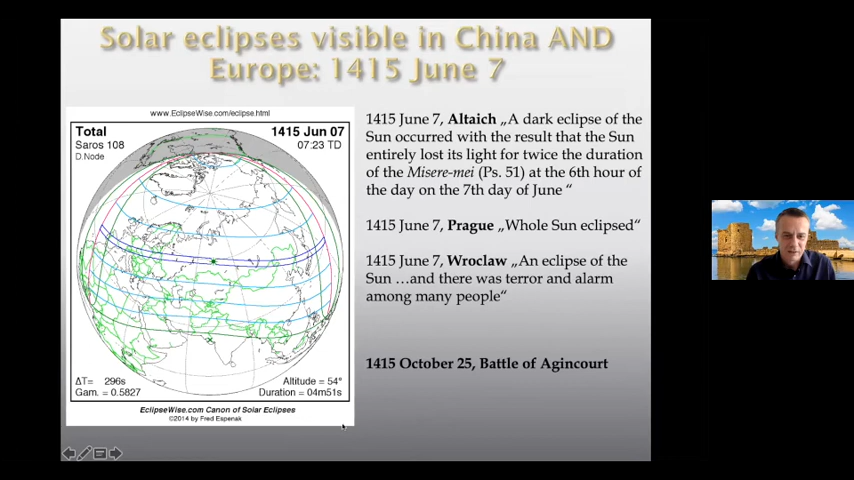 Solar eclipses visible in China AND
Europe: 1415 June 7
www.EclipseWise.com/eclipse.html
Total
Saros 108
D.Node
1415 Jun 07
07:23 TD
ΔT= 296s
Gam. = 0.5827
Altitude = 54°
Duration = 04m51s
EclipseWise.com Canon of Solar Eclipses
©2014 by Fred Espenak
1415 June 7, Altaich „A dark eclipse of the
Sun occurred with the result that the Sun
entirely lost its light for twice the duration
of the Misere-mei (Ps. 51) at the 6th hour of
the day on the 7th day of June “
1415 June 7, Prague „Whole Sun eclipsed“
1415 June 7, Wroclaw „An eclipse of the
Sun …and there was terror and alarm
among many people“
1415 October 25, Battle of Agincourt